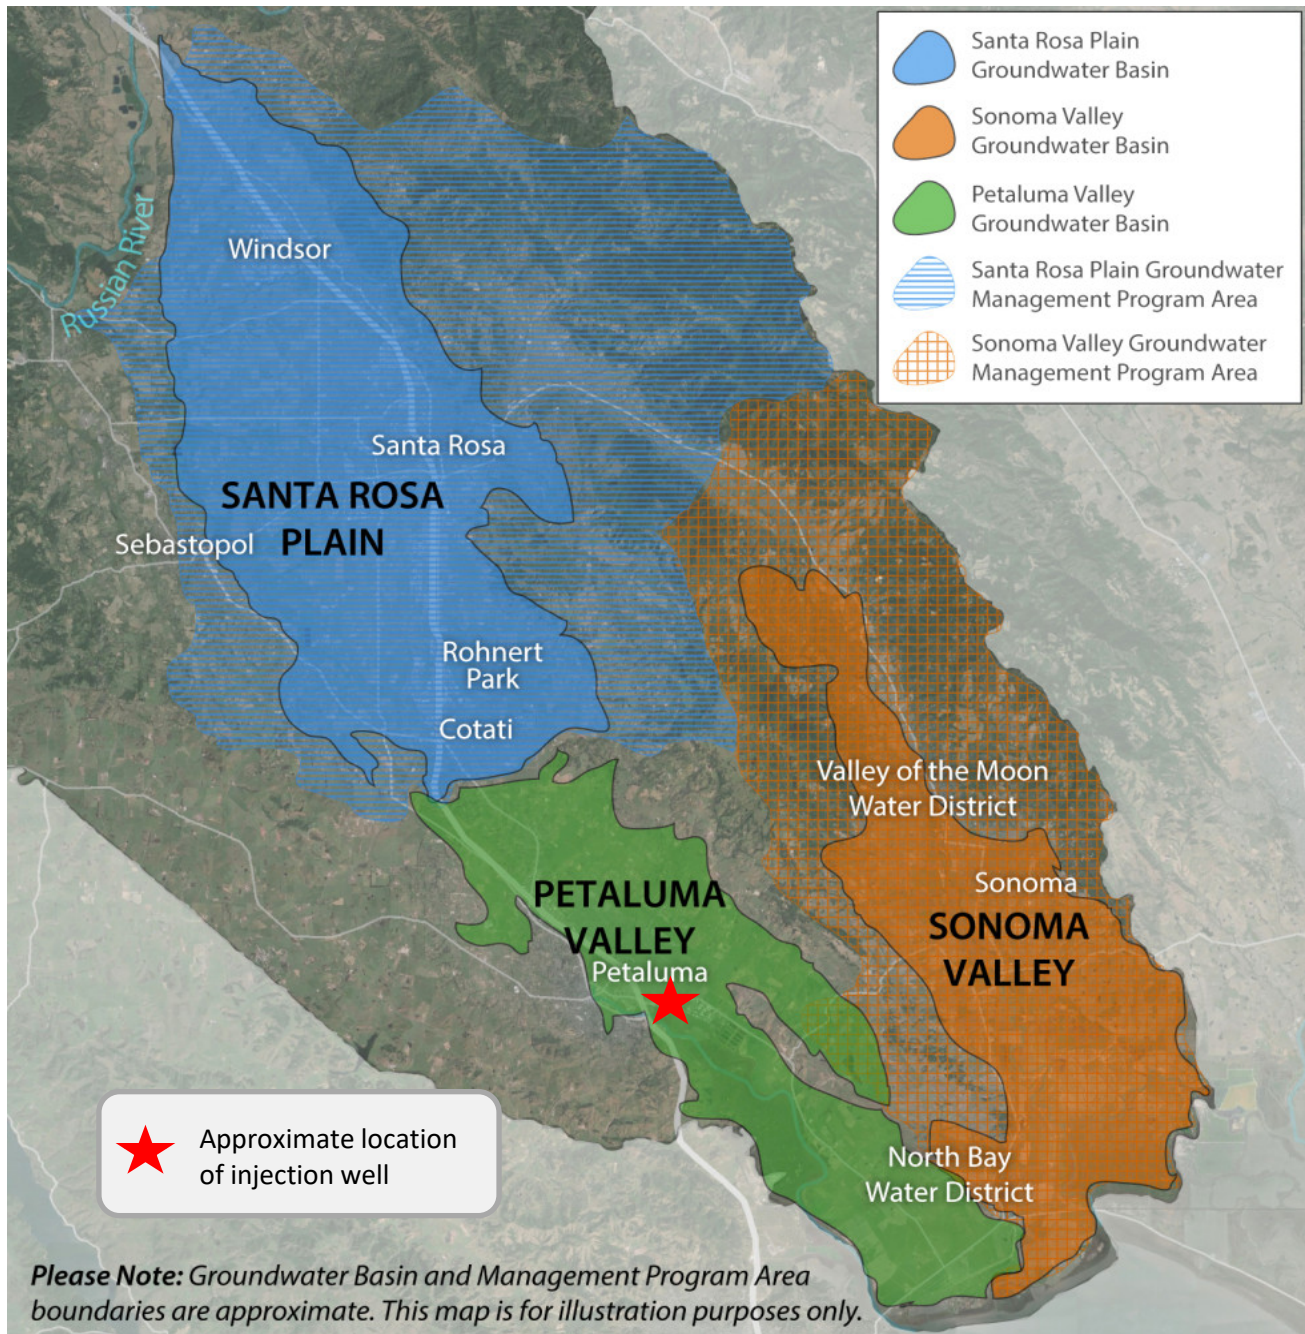 Santa Rosa Plain
Groundwater Basin
Sonoma Valley
Groundwater Basin
Petaluma Valley
Groundwater Basin
Santa Rosa Plain Groundwater
Management Program Area
Sonoma Valley Groundwater
Management Program Area
Russian River
Windsor
Santa Rosa
SANTA ROSA
PLAIN
Sebastopol
Rohnert
Park
Cotati
Valley of the Moon
Water District
Sonoma
SONOMA
VALLEY
PETALUMA
VALLEY
Petaluma
North Bay
Water District
Approximate location
of injection well
Please Note: Groundwater Basin and Management Program Area
boundaries are approximate. This map is for illustration purposes only.